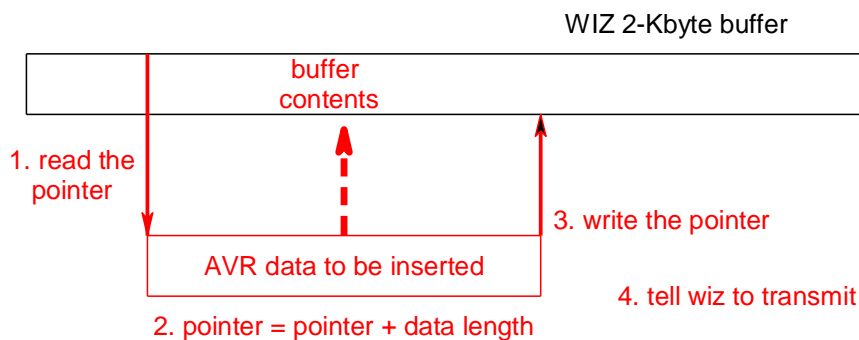 WIZ 2-Kbyte buffer
buffer
contents
1. read the
pointer
3. write the pointer
AVR data to be inserted
4. tell wiz to transmit
2. pointer = pointer + data length